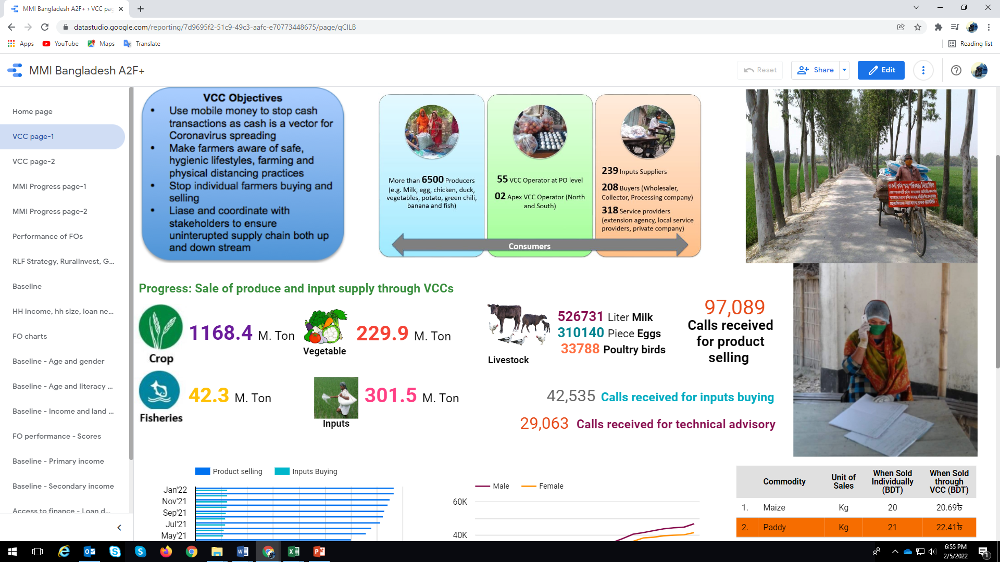 MMI Bangladesh A2F+ › VCC pag
datastudio.google.com/reporting/7d9695f2-51c9-49c3-aafc-e70773448675/page/qCILB
Apps
YouTube
Maps
Translate
Reading list
MMI Bangladesh A2F+
Reset
Share
Edit
Home page
VCC page-1
VCC page-2
MMI Progress page-1
MMI Progress page-2
Performance of FOs
RLF Strategy, RuralInvest, G...
Baseline
HH income, hh size, loan ne...
FO charts
Baseline - Age and gender
Baseline - Age and literacy ...
Baseline - Income and land ...
FO performance - Scores
Baseline - Primary income
Baseline - Secondary income
Access to finance - Loan d...
VCC Objectives
• Use mobile money to stop cash
transactions as cash is a vector for
Coronavirus spreading
• Make farmers aware of safe,
hygienic lifestyles, farming and
physical distancing practices
• Stop individual farmers buying and
selling
• Liase and coordinate with
stakeholders to ensure
uninterupted supply chain both up
and down stream
More than 6500 Producers
(e.g. Milk, egg, chicken, duck,
vegetables, potato, green chili,
banana and fish)
55 VCC Operator at PO level
02 Apex VCC Operator (North
and South)
239 Inputs Suppliers
208 Buyers (Wholesaler,
Collector, Processing company)
318 Service providers
(extension agency, local service
providers, private company)
Consumers
Progress: Sale of produce and input supply through VCCs
Crop
1168.4 M. Ton
Vegetable
229.9 M. Ton
Livestock
526731 Liter Milk
310140 Piece Eggs
33788 Poultry birds
97,089
Calls received
for product
selling
Fisheries
42.3 M. Ton
Inputs
301.5 M. Ton
42,535 Calls received for inputs buying
29,063 Calls received for technical advisory
Product selling
Inputs Buying
Jan'22
Nov'21
Sep'21
Jul'21
May'21
Male
Female
60K
40K
Commodity
Unit of
Sales
When Sold
Individually
(BDT)
When Sold
through
VCC (BDT)
1. Maize Kg 20 20.69৳
2. Paddy Kg 21 22.41৳
6:55 PM
2/5/2022
1